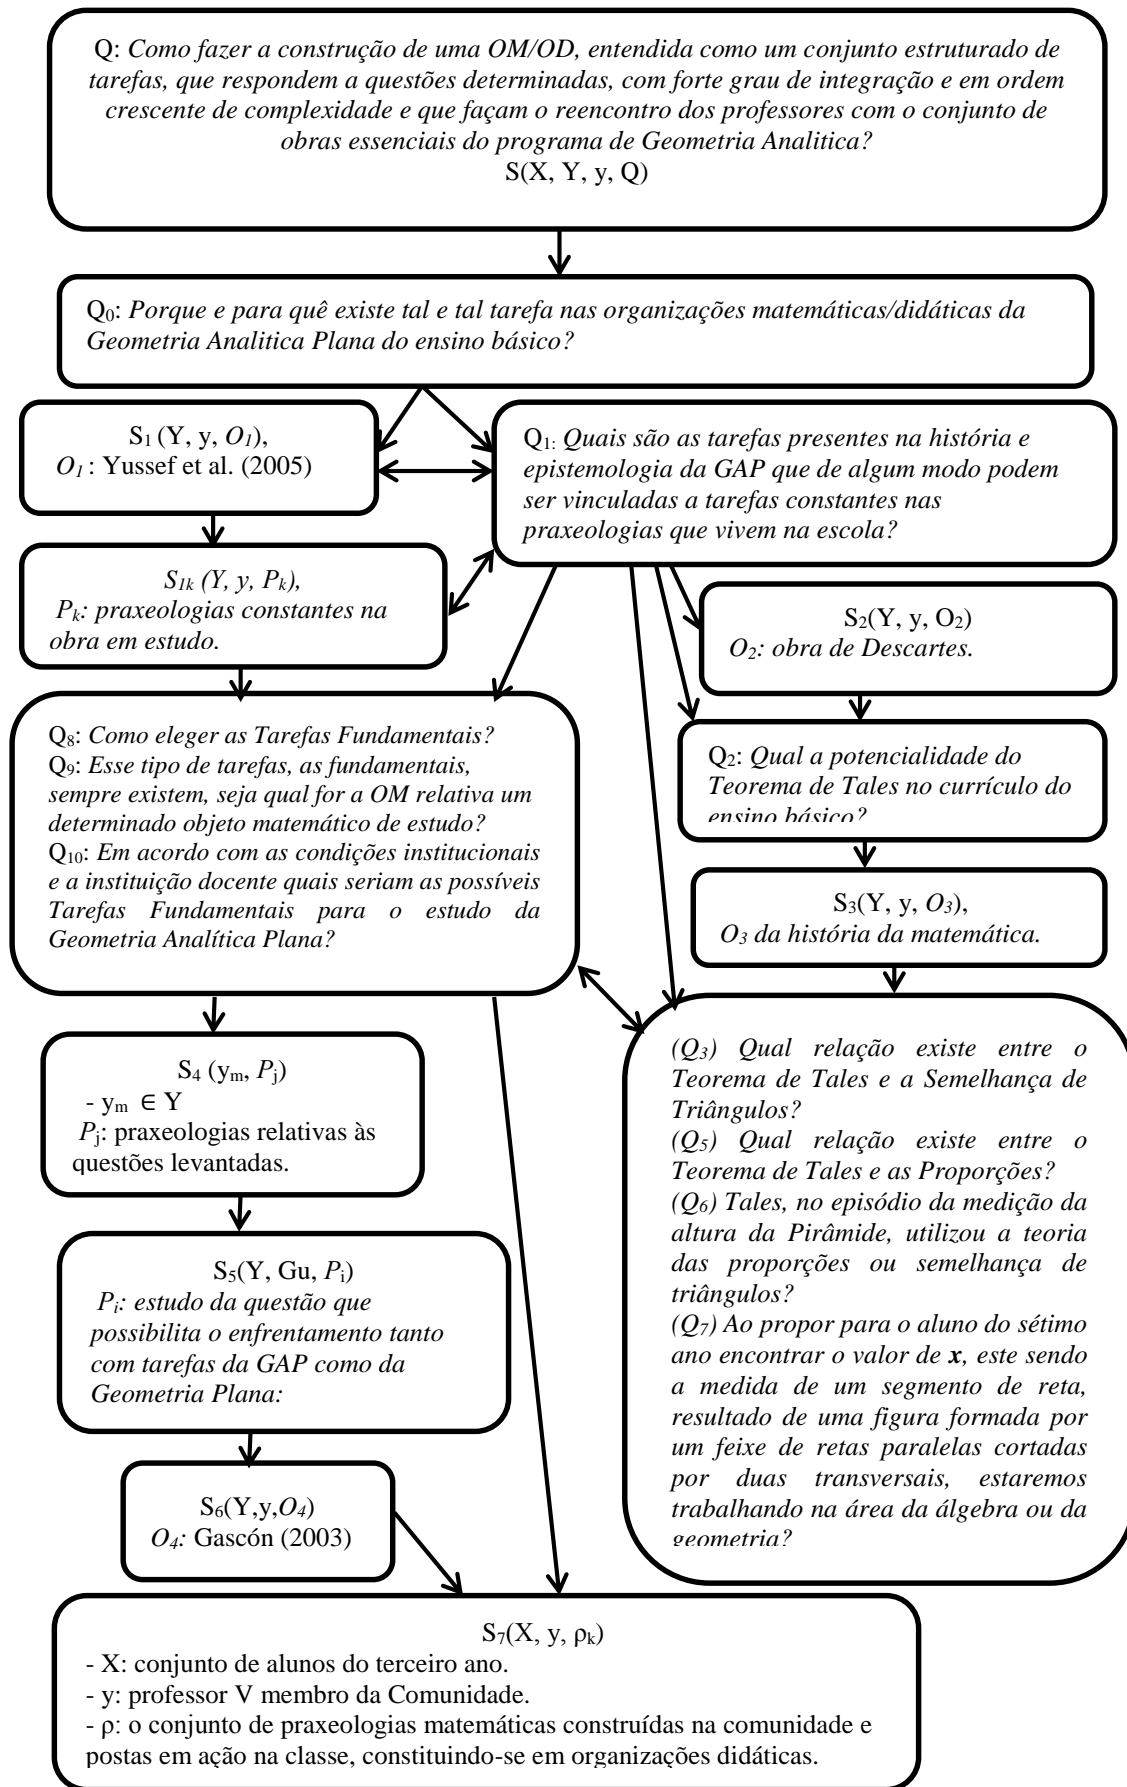 Q: Como fazer a construção de uma OM/OD, entendida como um conjunto estruturado de
tarefas, que respondem a questões determinadas, com forte grau de integração e em ordem
crescente de complexidade e que façam o reencontro dos professores com o conjunto de
obras essenciais do programa de Geometria Analitica?
S(X, Y, y, Q)
Q₀: Porque e para quê existe tal e tal tarefa nas organizações matemáticas/didáticas da
Geometria Analitica Plana do ensino básico?
S₁ (Y, y, O₁),
O₁ : Yussef et al. (2005)
Q₁: Quais são as tarefas presentes na história e
epistemologia da GAP que de algum modo podem
ser vinculadas a tarefas constantes nas
praxeologias que vivem na escola?
S₁ₖ (Y, y, Pₖ),
Pₖ: praxeologias constantes na
obra em estudo.
S₂(Y, y, O₂)
O₂: obra de Descartes.
Q₈: Como eleger as Tarefas Fundamentais?
Q₉: Esse tipo de tarefas, as fundamentais,
sempre existem, seja qual for a OM relativa um
determinado objeto matemático de estudo?
Q₁₀: Em acordo com as condições institucionais
e a instituição docente quais seriam as possíveis
Tarefas Fundamentais para o estudo da
Geometria Analítica Plana?
Q₂: Qual a potencialidade do
Teorema de Tales no currículo do
ensino básico?
S₃(Y, y, O₃),
O₃ da história da matemática.
S₄ (yₘ, Pⱼ)
- yₘ ∈ Y
Pⱼ: praxeologias relativas às
questões levantadas.
(Q₃) Qual relação existe entre o
Teorema de Tales e a Semelhança de
Triângulos?
(Q₅) Qual relação existe entre o
Teorema de Tales e as Proporções?
(Q₆) Tales, no episódio da medição da
altura da Pirâmide, utilizou a teoria
das proporções ou semelhança de
triângulos?
(Q₇) Ao propor para o aluno do sétimo
ano encontrar o valor de x, este sendo
a medida de um segmento de reta,
resultado de uma figura formada por
um feixe de retas paralelas cortadas
por duas transversais, estaremos
trabalhando na área da álgebra ou da
geometria?
S₅(Y, Gu, Pᵢ)
Pᵢ: estudo da questão que
possibilita o enfrentamento tanto
com tarefas da GAP como da
Geometria Plana:
S₆(Y,y,O₄)
O₄: Gascón (2003)
S₇(X, y, ρₖ)
- X: conjunto de alunos do terceiro ano.
- y: professor V membro da Comunidade.
- ρ: o conjunto de praxeologias matemáticas construídas na comunidade e
postas em ação na classe, constituindo-se em organizações didáticas.